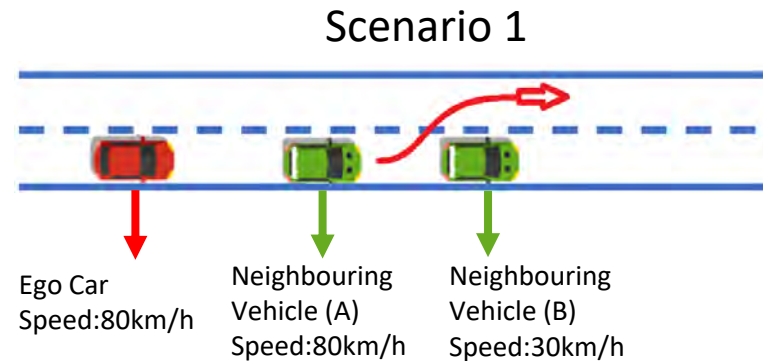 Scenario 1
Ego Car
Speed:80km/h
Neighbouring
Vehicle (A)
Speed:80km/h
Neighbouring
Vehicle (B)
Speed:30km/h